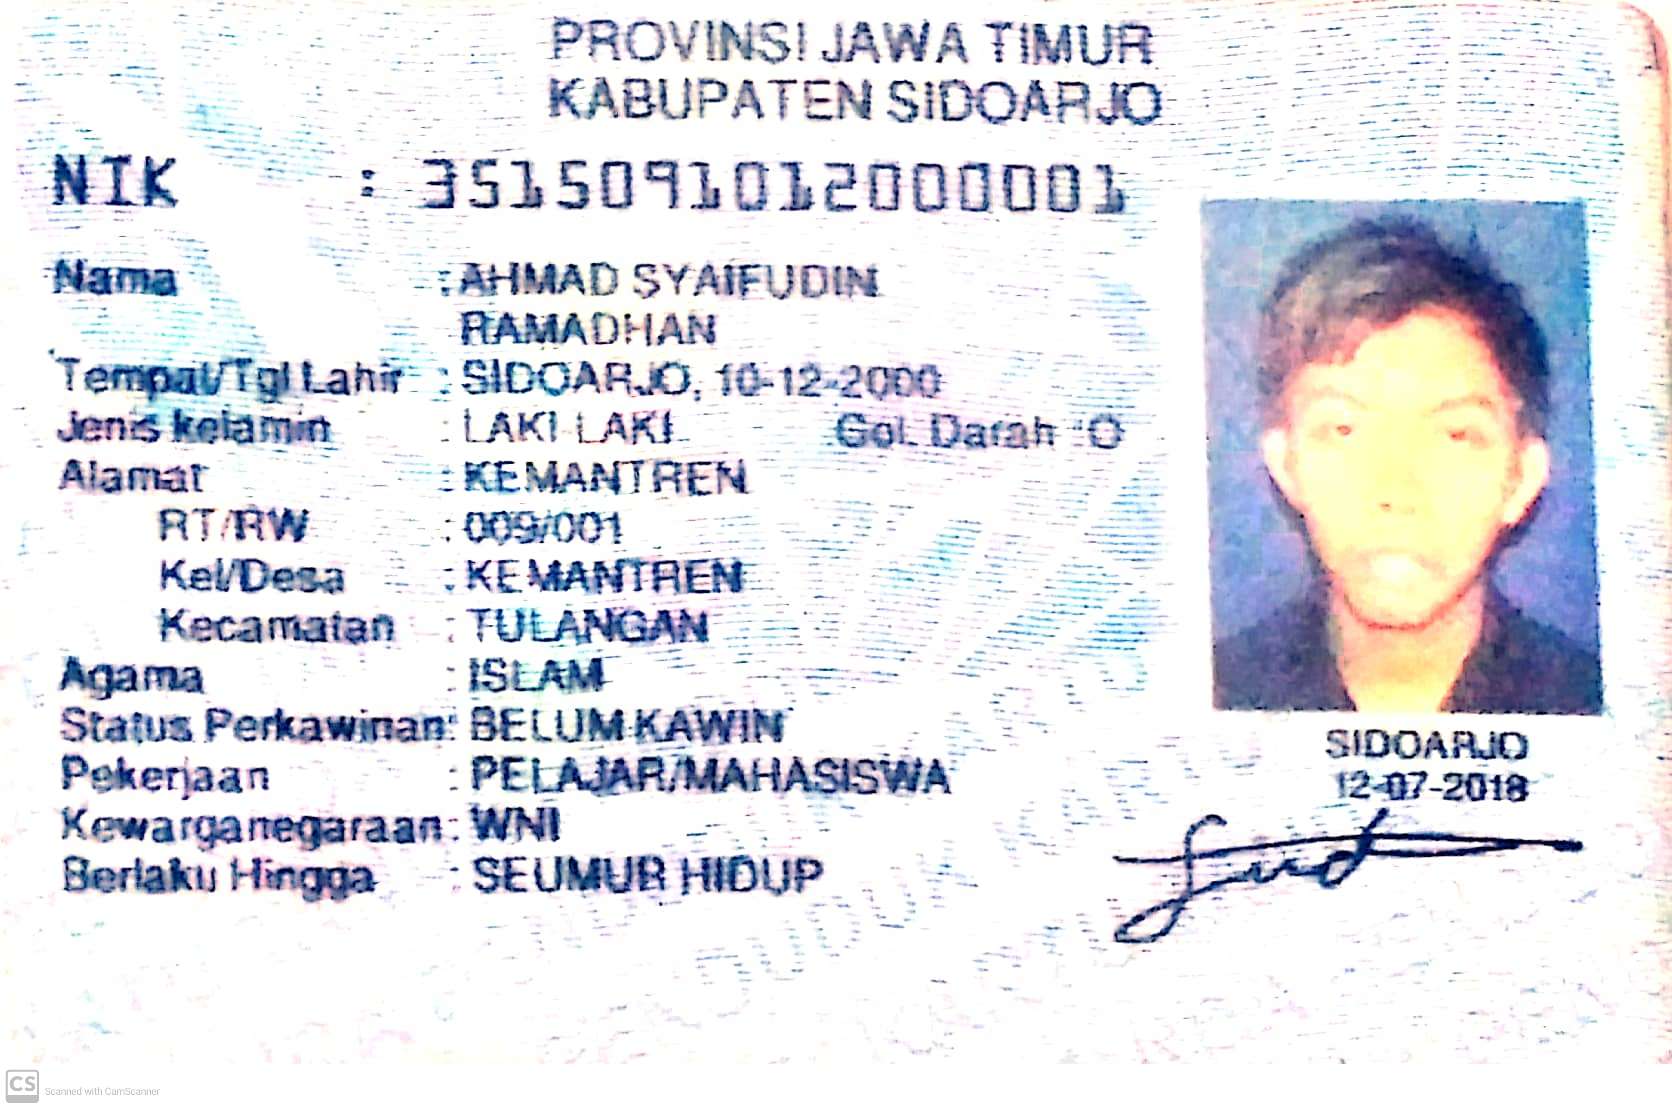 PROVINSI JAWA TIMUR
KABUPATEN SIDOARJO
NIK : 3515091012000001
Nama : AHMAD SYAIFUDIN
RAMADHAN
Tempat/Tgl Lahir : SIDOARJO, 10-12-2000
Jenis kelamin : LAKI-LAKI Gol. Darah : O
Alamat : KEMANTREN
RT/RW : 009/001
Kel/Desa : KEMANTREN
Kecamatan : TULANGAN
Agama : ISLAM
Status Perkawinan: BELUM KAWIN
Pekerjaan : PELAJAR/MAHASISWA
Kewarganegaraan: WNI
Berlaku Hingga : SEUMUR HIDUP
SIDOARJO
12-07-2018
CS Scanned with CamScanner